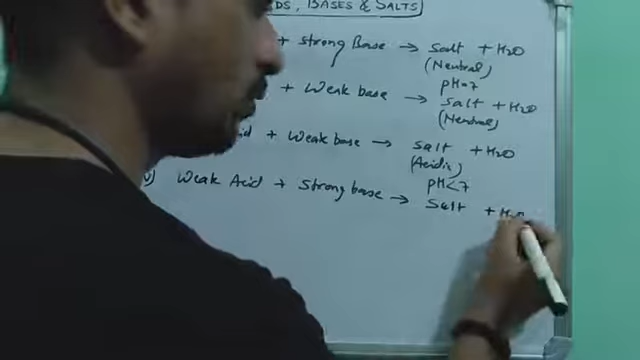 BASES & SALTS
+ strong Base → salt + H2O
(Neutral)
pH=7
+ Weak base → salt + H2O
(Neutral)
+ Weak base → salt + H2O
(Acidic)
pH<7
Weak Acid + strong base → salt + H2O